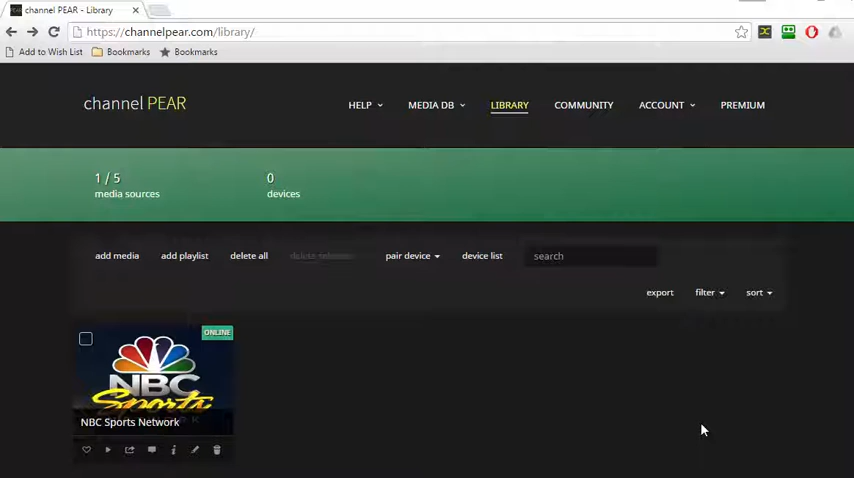 channel PEAR - Library
https://channelpear.com/library/
Add to Wish List Bookmarks Bookmarks
channel PEAR HELP MEDIA DB LIBRARY COMMUNITY ACCOUNT PREMIUM
1 / 5 0
media sources devices
add media add playlist delete all delete selected pair device device list search
export filter sort
ONLINE
NBC
Sports
NBC Sports Network